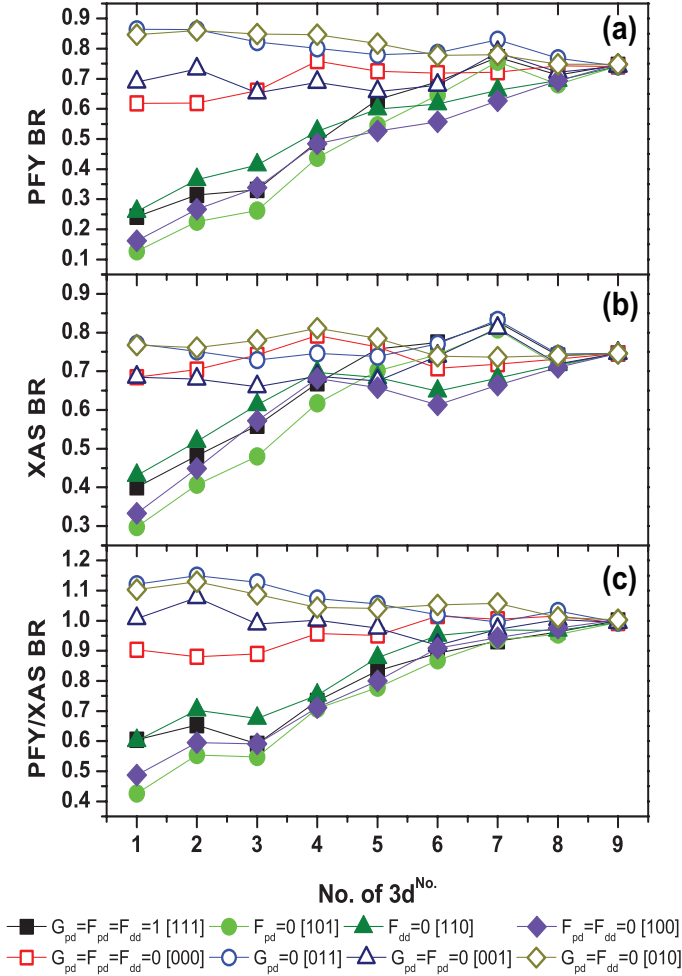 (a)
0.9
0.8
0.7
0.6
0.5
0.4
0.3
0.2
0.1
PFY BR
(b)
0.9
0.8
0.7
0.6
0.5
0.4
0.3
XAS BR
(c)
1.2
1.1
1.0
0.9
0.8
0.7
0.6
0.5
0.4
PFY/XAS BR
1 2 3 4 5 6 7 8 9
No. of 3d^No.
G_pd=F_pd=F_dd=1 [111] F_pd=0 [101] F_dd=0 [110] F_pd=F_dd=0 [100]
G_pd=F_pd=F_dd=0 [000] G_pd=0 [011] G_pd=F_pd=0 [001] G_pd=F_dd=0 [010]